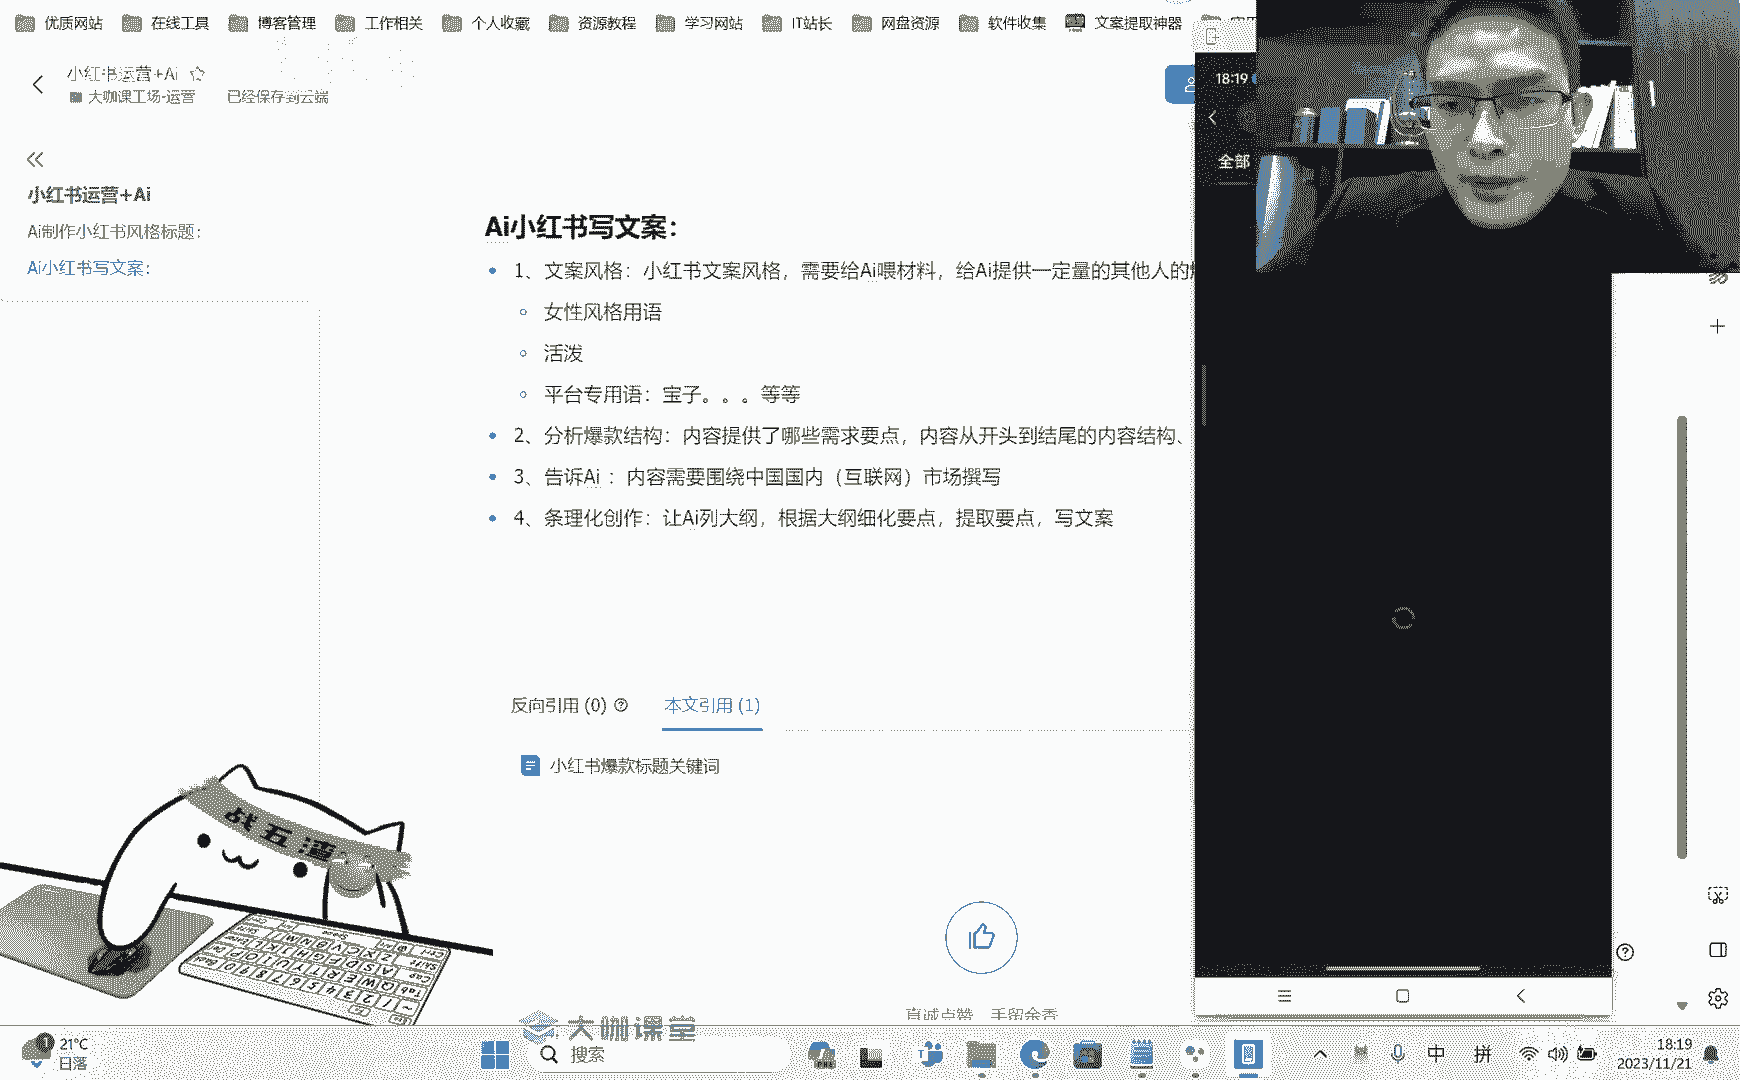 优质网站 在线工具 博客管理 工作相关 个人收藏 资源教程 学习网站 IT站长 网盘资源 软件收集 文案提取神器
小红书运营+Ai
大咖课工场-运营 已经保存到云端
18:19
全部
小红书运营+Ai
Ai制作小红书风格标题：
Ai小红书写文案：
Ai小红书写文案：
1、文案风格：小红书文案风格，需要给Ai喂材料，给Ai提供一定量的其他人的
女性风格用语
活泼
平台专用语：宝子。。。等等
2、分析爆款结构：内容提供了哪些需求要点，内容从开头到结尾的内容结构、
3、告诉Ai ：内容需要围绕中国国内（互联网）市场撰写
4、条理化创作：让Ai列大纲，根据大纲细化要点，提取要点，写文案
反向引用 (0) 本文引用 (1)
小红书爆款标题关键词
战五渣
真诚点赞，手留余香
大咖课堂
21°C
日落
搜索
中 拼
18:19
2023/11/21